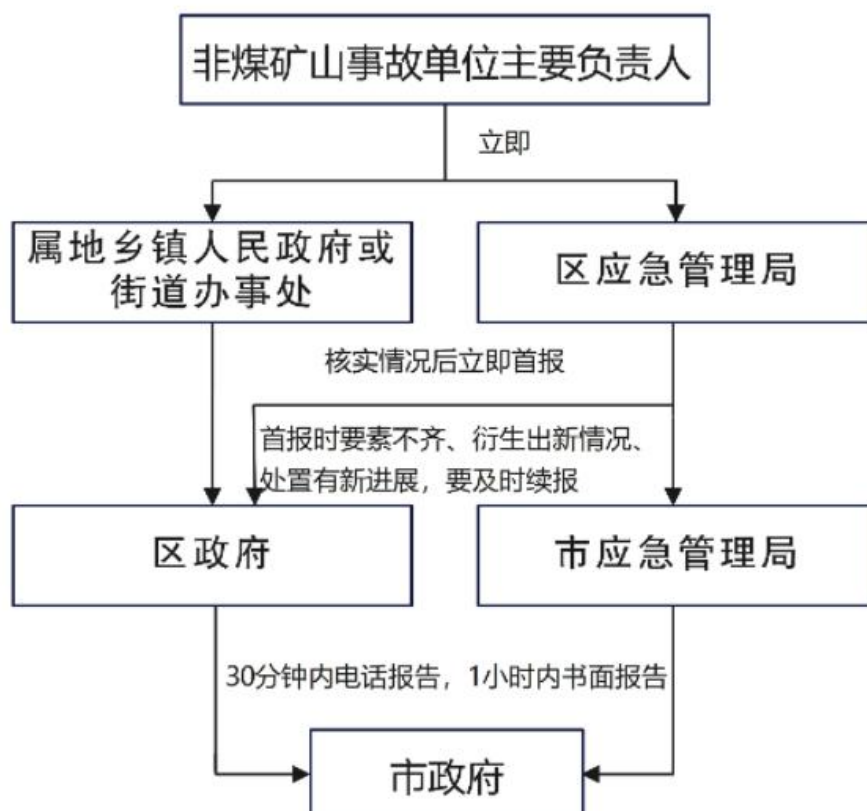 非煤矿山事故单位主要负责人
立即
属地乡镇人民政府或
街道办事处
区应急管理局
核实情况后立即首报
首报时要素不齐、衍生出新情况、
处置有新进展，要及时续报
区政府
市应急管理局
30分钟内电话报告，1小时内书面报告
市政府